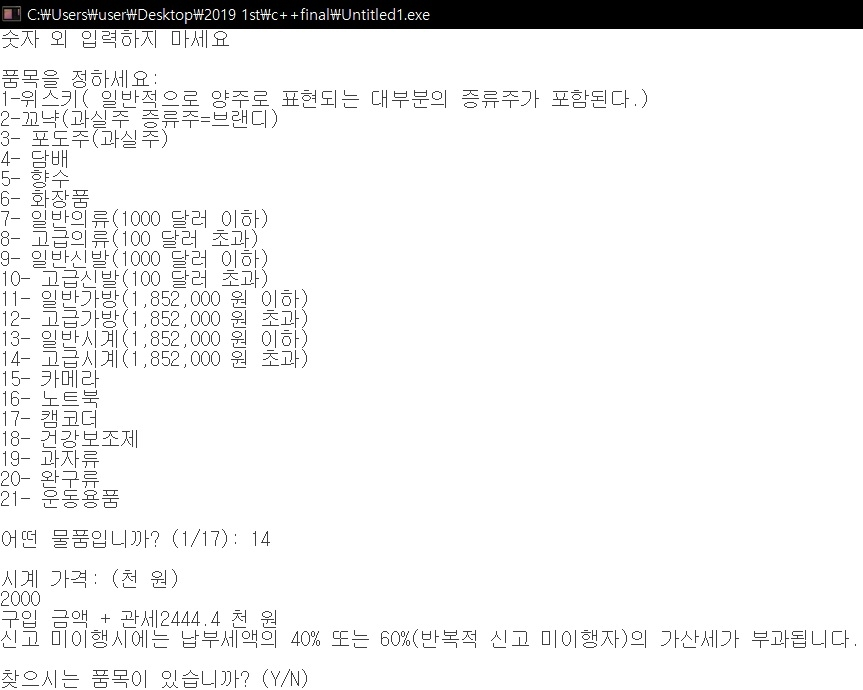 C:₩Users₩user₩Desktop₩2019 1st₩c++final₩Untitled1.exe
숫자 외 입력하지 마세요
품목을 정하세요:
1-위스키( 일반적으로 양주로 표현되는 대부분의 증류주가 포함된다.)
2-꼬냑(과실주 증류주=브랜디)
3- 포도주(과실주)
4- 담배
5- 향수
6- 화장품
7- 일반의류(1000 달러 이하)
8- 고급의류(100 달러 초과)
9- 일반신발(1000 달러 이하)
10- 고급신발(100 달러 초과)
11- 일반가방(1,852,000 원 이하)
12- 고급가방(1,852,000 원 초과)
13- 일반시계(1,852,000 원 이하)
14- 고급시계(1,852,000 원 초과)
15- 카메라
16- 노트북
17- 캠코더
18- 건강보조제
19- 과자류
20- 완구류
21- 운동용품
어떤 물품입니까? (1/17): 14
시계 가격: (천 원)
2000
구입 금액 + 관세2444.4 천 원
신고 미이행시에는 납부세액의 40% 또는 60%(반복적 신고 미이행자)의 가산세가 부과됩니다.
찾으시는 품목이 있습니까? (Y/N)